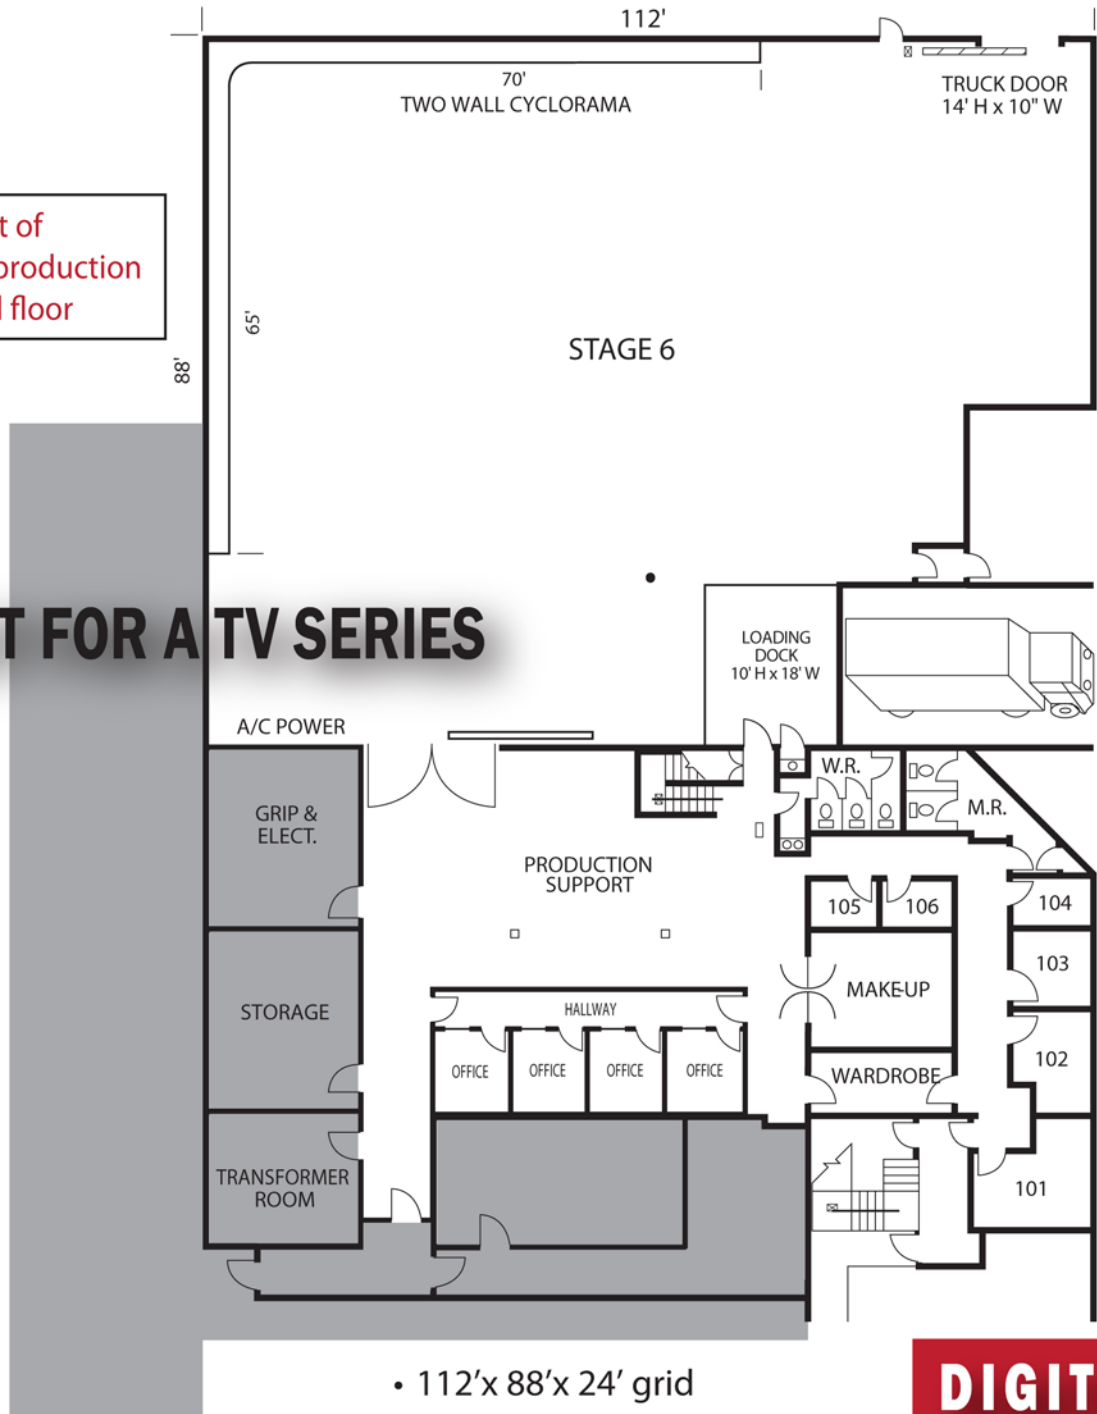 112'
70'
TWO WALL CYCLORAMA
TRUCK DOOR
14' H x 10" W
t of
production
l floor
65'
88'
STAGE 6
T FOR A TV SERIES
LOADING
DOCK
10' H x 18' W
A/C POWER
GRIP &
ELECT.
W.R.
M.R.
PRODUCTION
SUPPORT
105
106
104
103
MAKE-UP
STORAGE
HALLWAY
OFFICE
OFFICE
OFFICE
OFFICE
102
WARDROBE
TRANSFORMER
ROOM
101
• 112’x 88’x 24’ grid
DIGIT